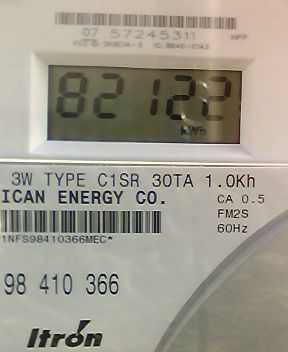 07 57245311
82122
kWh
3W TYPE C1SR 30TA 1.0Kh
ICAN ENERGY CO.
CA 0.5
FM2S
60Hz
1NFS98410366MEC*
98 410 366
Itron